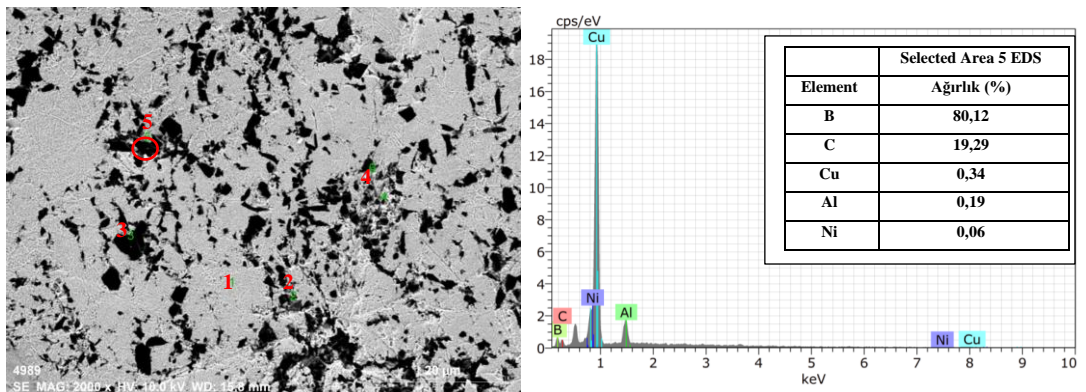 5
4
3
1
2
4989
SE MAG: 2000 x HV: 10.0 kV WD: 15.8 mm
20 µm
cps/eV
18
16
14
12
10
8
6
4
2
0
Cu
Ni
Al
C
B
Ni
Cu
1 2 3 4 5 6 7 8 9 10
keV
Selected Area 5 EDS
Element Ağırlık (%)
B 80,12
C 19,29
Cu 0,34
Al 0,19
Ni 0,06